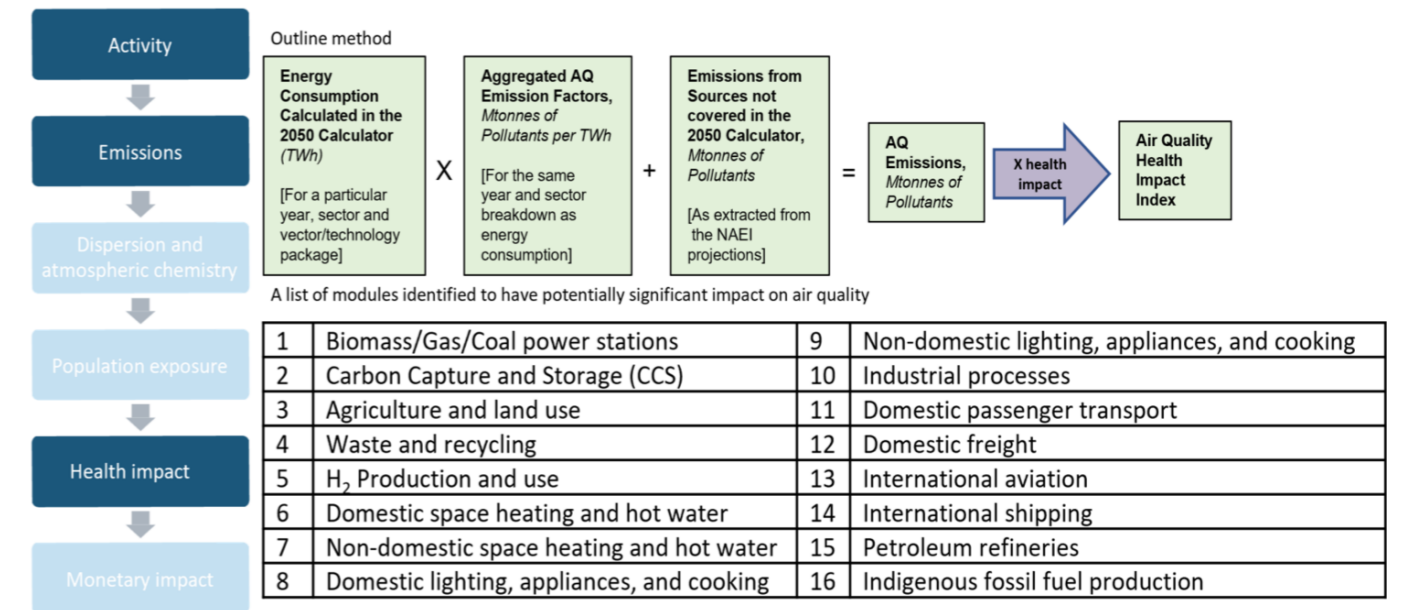 Activity
Emissions
Dispersion and
atmospheric chemistry
Population exposure
Health impact
Monetary impact
Outline method
Energy
Consumption
Calculated in the
2050 Calculator
(TWh)
[For a particular
year, sector and
vector/technology
package]
X
Aggregated AQ
Emission Factors,
Mtonnes of
Pollutants per TWh
[For the same
year and sector
breakdown as
energy
consumption]
+
Emissions from
Sources not
covered in the
2050 Calculator,
Mtonnes of
Pollutants
[As extracted from
the NAEI
projections]
=
AQ
Emissions,
Mtonnes of
Pollutants
X health
impact
Air Quality
Health
Impact
Index
A list of modules identified to have potentially significant impact on air quality
1 Biomass/Gas/Coal power stations 9 Non-domestic lighting, appliances, and cooking
2 Carbon Capture and Storage (CCS) 10 Industrial processes
3 Agriculture and land use 11 Domestic passenger transport
4 Waste and recycling 12 Domestic freight
5 H₂ Production and use 13 International aviation
6 Domestic space heating and hot water 14 International shipping
7 Non-domestic space heating and hot water 15 Petroleum refineries
8 Domestic lighting, appliances, and cooking 16 Indigenous fossil fuel production